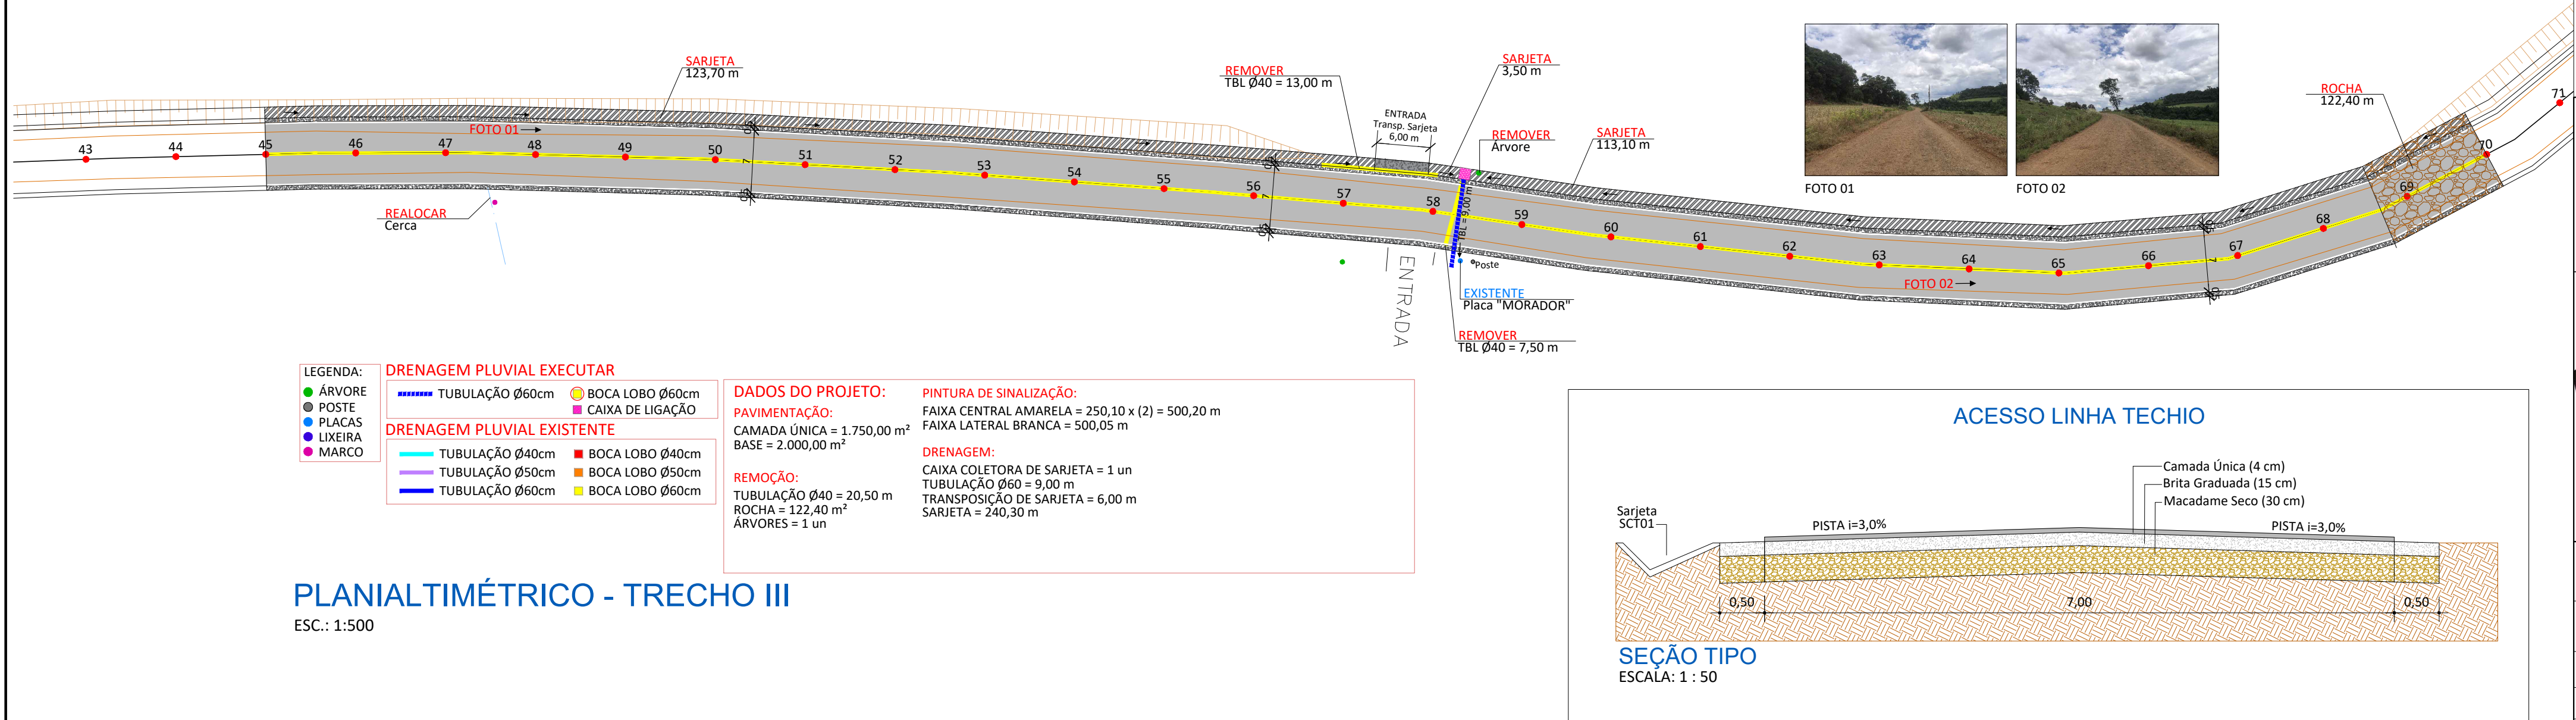 SARJETA
123,70 m
REMOVER
TBL Ø40 = 13,00 m
SARJETA
3,50 m
ENTRADA
Transp. Sarjeta
6,00 m
REMOVER
Árvore
SARJETA
113,10 m
ROCHA
122,40 m²
FOTO 01
FOTO 02
43
44
45
46
47
48
49
50
51
52
53
54
55
56
57
58
59
60
61
62
63
64
65
66
67
68
69
70
71
FOTO 01
FOTO 02
7
7
7
TBL = 9,00 m
REALOCAR
Cerca
ENTRADA
Poste
EXISTENTE
Placa "MORADOR"
REMOVER
TBL Ø40 = 7,50 m
LEGENDA:
ÁRVORE
POSTE
PLACAS
LIXEIRA
MARCO
DRENAGEM PLUVIAL EXECUTAR
TUBULAÇÃO Ø60cm
BOCA LOBO Ø60cm
CAIXA DE LIGAÇÃO
DRENAGEM PLUVIAL EXISTENTE
TUBULAÇÃO Ø40cm
BOCA LOBO Ø40cm
TUBULAÇÃO Ø50cm
BOCA LOBO Ø50cm
TUBULAÇÃO Ø60cm
BOCA LOBO Ø60cm
DADOS DO PROJETO:
PAVIMENTAÇÃO:
CAMADA ÚNICA = 1.750,00 m²
BASE = 2.000,00 m²
REMOÇÃO:
TUBULAÇÃO Ø40 = 20,50 m
ROCHA = 122,40 m²
ÁRVORES = 1 un
PINTURA DE SINALIZAÇÃO:
FAIXA CENTRAL AMARELA = 250,10 x (2) = 500,20 m
FAIXA LATERAL BRANCA = 500,05 m
DRENAGEM:
CAIXA COLETORA DE SARJETA = 1 un
TUBULAÇÃO Ø60 = 9,00 m
TRANSPOSIÇÃO DE SARJETA = 6,00 m
SARJETA = 240,30 m
PLANIALTIMÉTRICO - TRECHO III
ESC.: 1:500
ACESSO LINHA TECHIO
Camada Única (4 cm)
Brita Graduada (15 cm)
Macadame Seco (30 cm)
Sarjeta
SCT01
PISTA i=3,0%
PISTA i=3,0%
0,50
7,00
0,50
SEÇÃO TIPO
ESCALA: 1 : 50